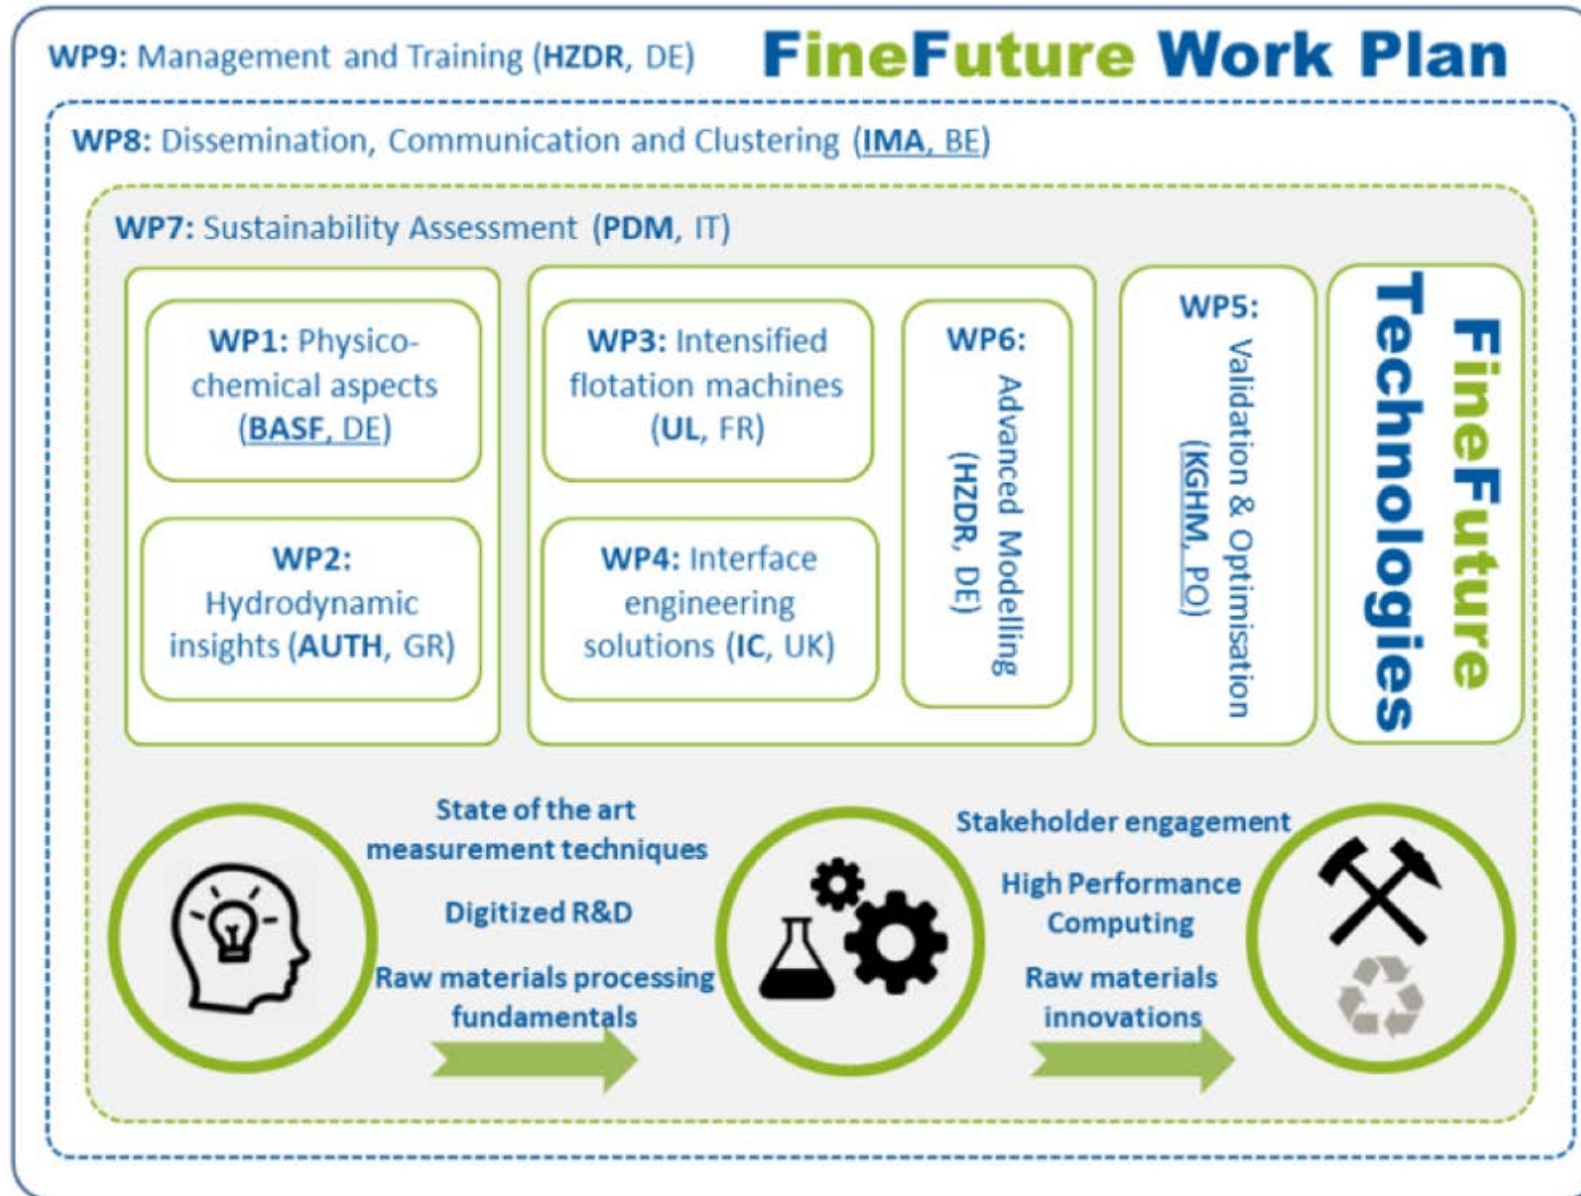 WP9: Management and Training (HZDR, DE)
FineFuture Work Plan
WP8: Dissemination, Communication and Clustering (IMA, BE)
WP7: Sustainability Assessment (PDM, IT)
WP1: Physico-
chemical aspects
(BASF, DE)
WP2:
Hydrodynamic
insights (AUTH, GR)
WP3: Intensified
flotation machines
(UL, FR)
WP4: Interface
engineering
solutions (IC, UK)
WP6:
Advanced Modelling
(HZDR, DE)
WP5:
Validation & Optimisation
(KGHM, PO)
FineFuture
Technologies
State of the art
measurement techniques
Digitized R&D
Raw materials processing
fundamentals
Stakeholder engagement
High Performance
Computing
Raw materials
innovations